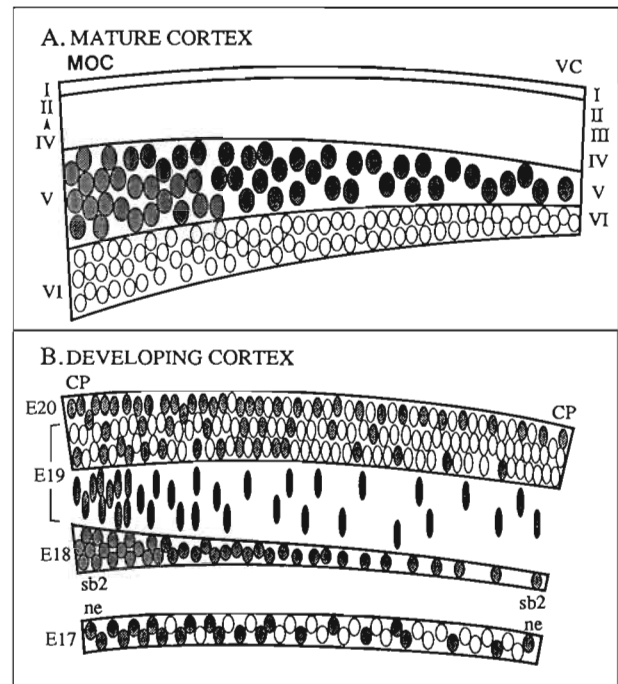 A. MATURE CORTEX
MOC
VC
I
II
IV
V
VI
I
II
III
IV
V
VI
B. DEVELOPING CORTEX
CP
E20
CP
E19
E18
sb2
sb2
ne
ne
E17